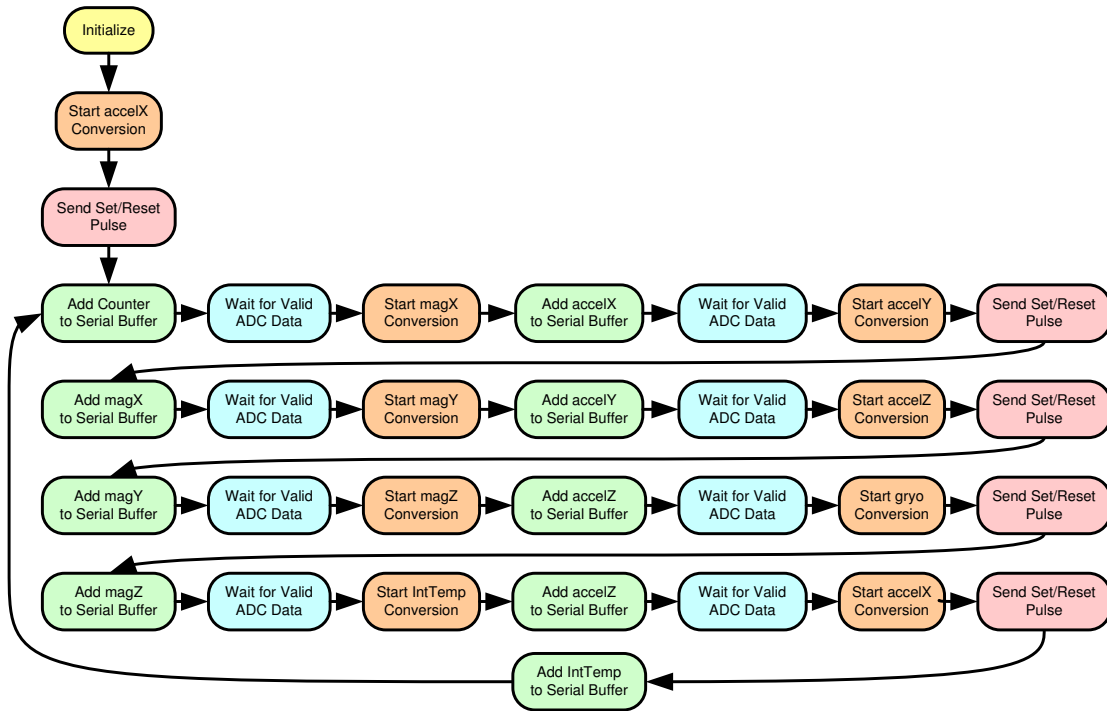 Initialize
Start accelX
Conversion
Send Set/Reset
Pulse
Add Counter
to Serial Buffer
Wait for Valid
ADC Data
Start magX
Conversion
Add accelX
to Serial Buffer
Wait for Valid
ADC Data
Start accelY
Conversion
Send Set/Reset
Pulse
Add magX
to Serial Buffer
Wait for Valid
ADC Data
Start magY
Conversion
Add accelY
to Serial Buffer
Wait for Valid
ADC Data
Start accelZ
Conversion
Send Set/Reset
Pulse
Add magY
to Serial Buffer
Wait for Valid
ADC Data
Start magZ
Conversion
Add accelZ
to Serial Buffer
Wait for Valid
ADC Data
Start gryo
Conversion
Send Set/Reset
Pulse
Add magZ
to Serial Buffer
Wait for Valid
ADC Data
Start IntTemp
Conversion
Add accelZ
to Serial Buffer
Wait for Valid
ADC Data
Start accelX
Conversion
Send Set/Reset
Pulse
Add IntTemp
to Serial Buffer